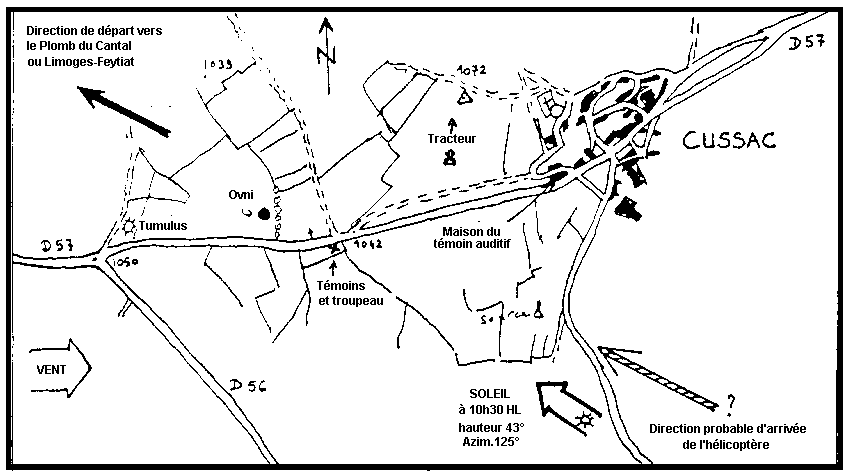 Direction de départ vers
le Plomb du Cantal
ou Limoges-Feytiat
N
1039
1072
D57
Tracteur
CUSSAC
Ovni
Tumulus
Maison du
témoin auditif
D57
1050
1042
Témoins
et troupeau
source
VENT
D56
SOLEIL
à 10h30 HL
hauteur 43°
Azim.125°
?
Direction probable d'arrivée
de l'hélicoptère